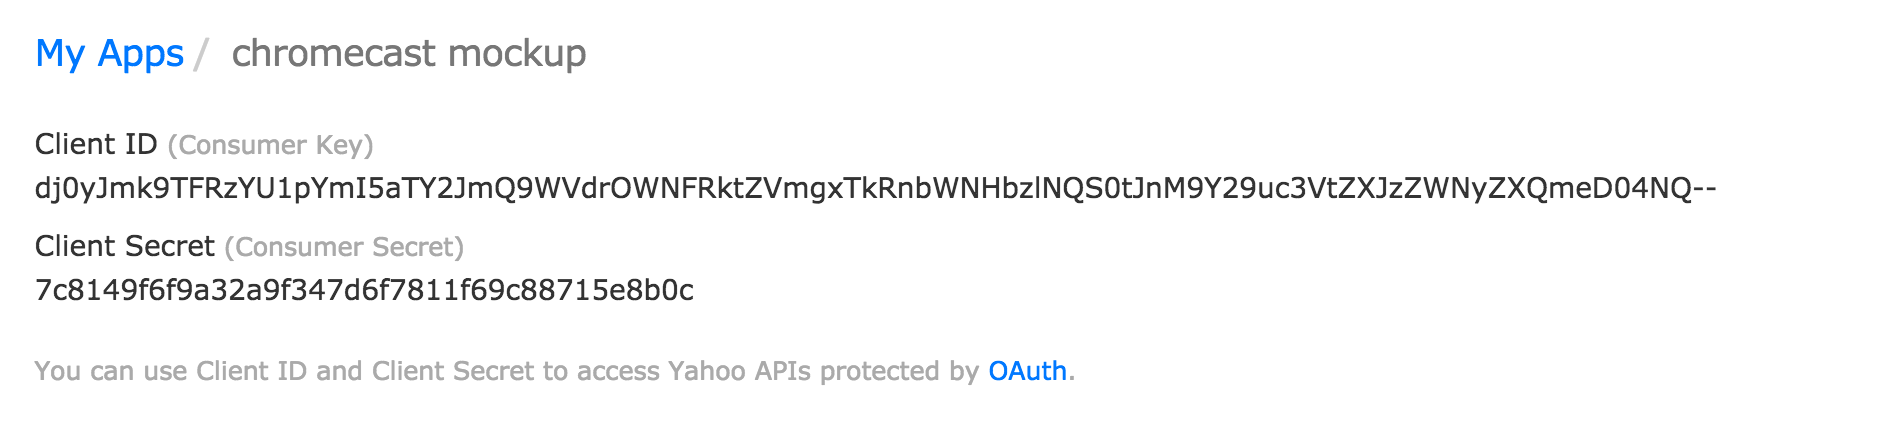 My Apps / chromecast mockup
Client ID (Consumer Key)
dj0yJmk9TFRzYU1pYmI5aTY2JmQ9WVdrOWNFRktZVmgxTkRnbWNHbzlNQS0tJnM9Y29uc3VtZXJzZWNyZXQmeD04NQ--
Client Secret (Consumer Secret)
7c8149f6f9a32a9f347d6f7811f69c88715e8b0c
You can use Client ID and Client Secret to access Yahoo APIs protected by OAuth.